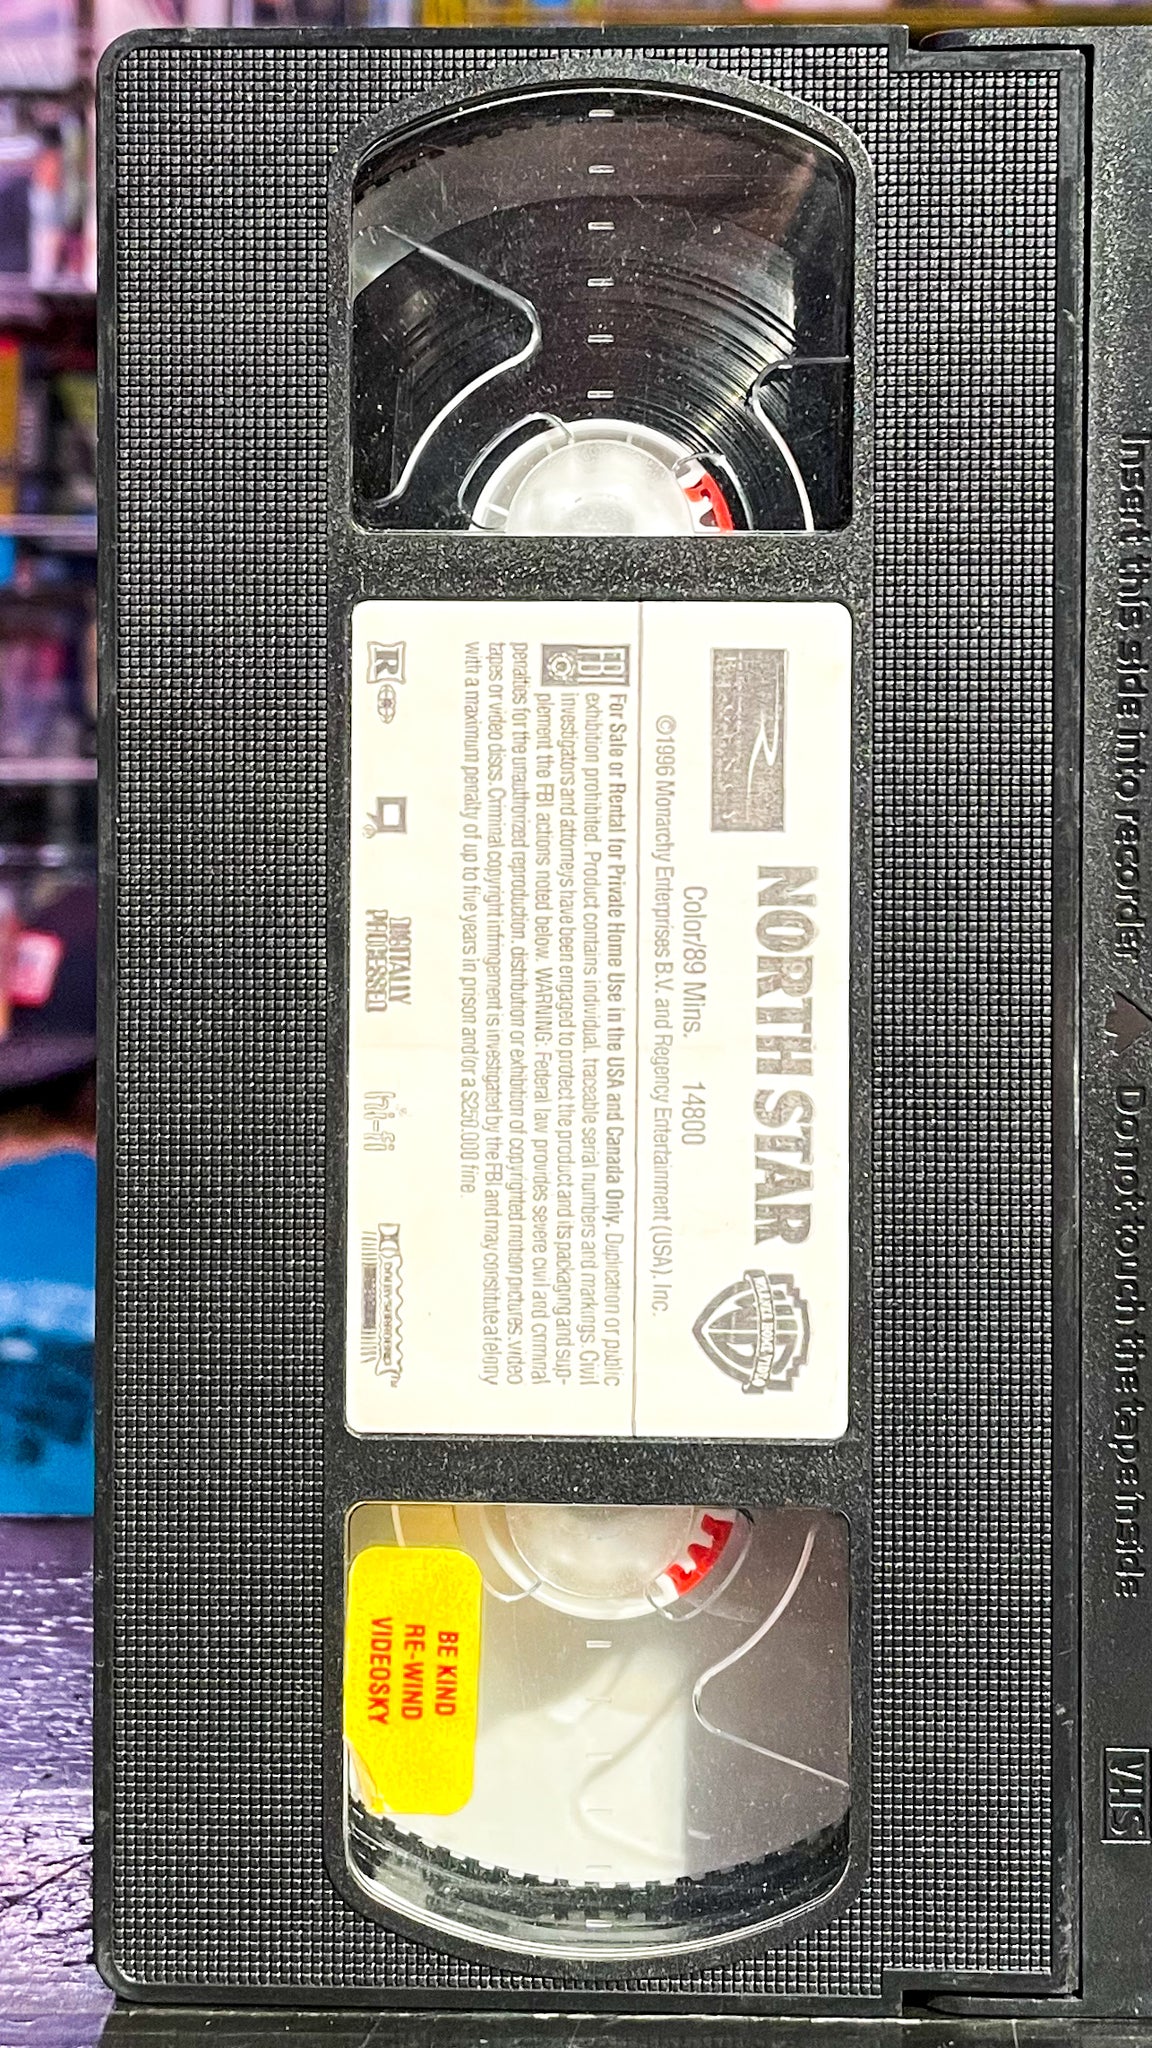 NORTH STAR
Color/89 Mins. 14800
©1996 Monarchy Enterprises B.V. and Regency Entertainment (USA), Inc.
WARNER HOME VIDEO
FBI
For Sale or Rental for Private Home Use in the USA and Canada Only. Duplication or public
exhibition prohibited. Product contains individual, traceable serial numbers and markings. Civil
investigators and attorneys have been engaged to protect the product and its packaging and sup-
plement the FBI actions noted below. WARNING: Federal law provides severe civil and criminal
penalties for the unauthorized reproduction, distribution or exhibition of copyrighted motion pictures, video
tapes or video discs. Criminal copyright infringement is investigated by the FBI and may constitute a felony
with a maximum penalty of up to five years in prison and/or a $250,000 fine.
R
DIGITALLY
PROCESSED
hi-fi
DOLBY SURROUND
TM
BE KIND
RE-WIND
VIDEOSKY
Insert this side into recorder Do not touch the tape inside
VHS